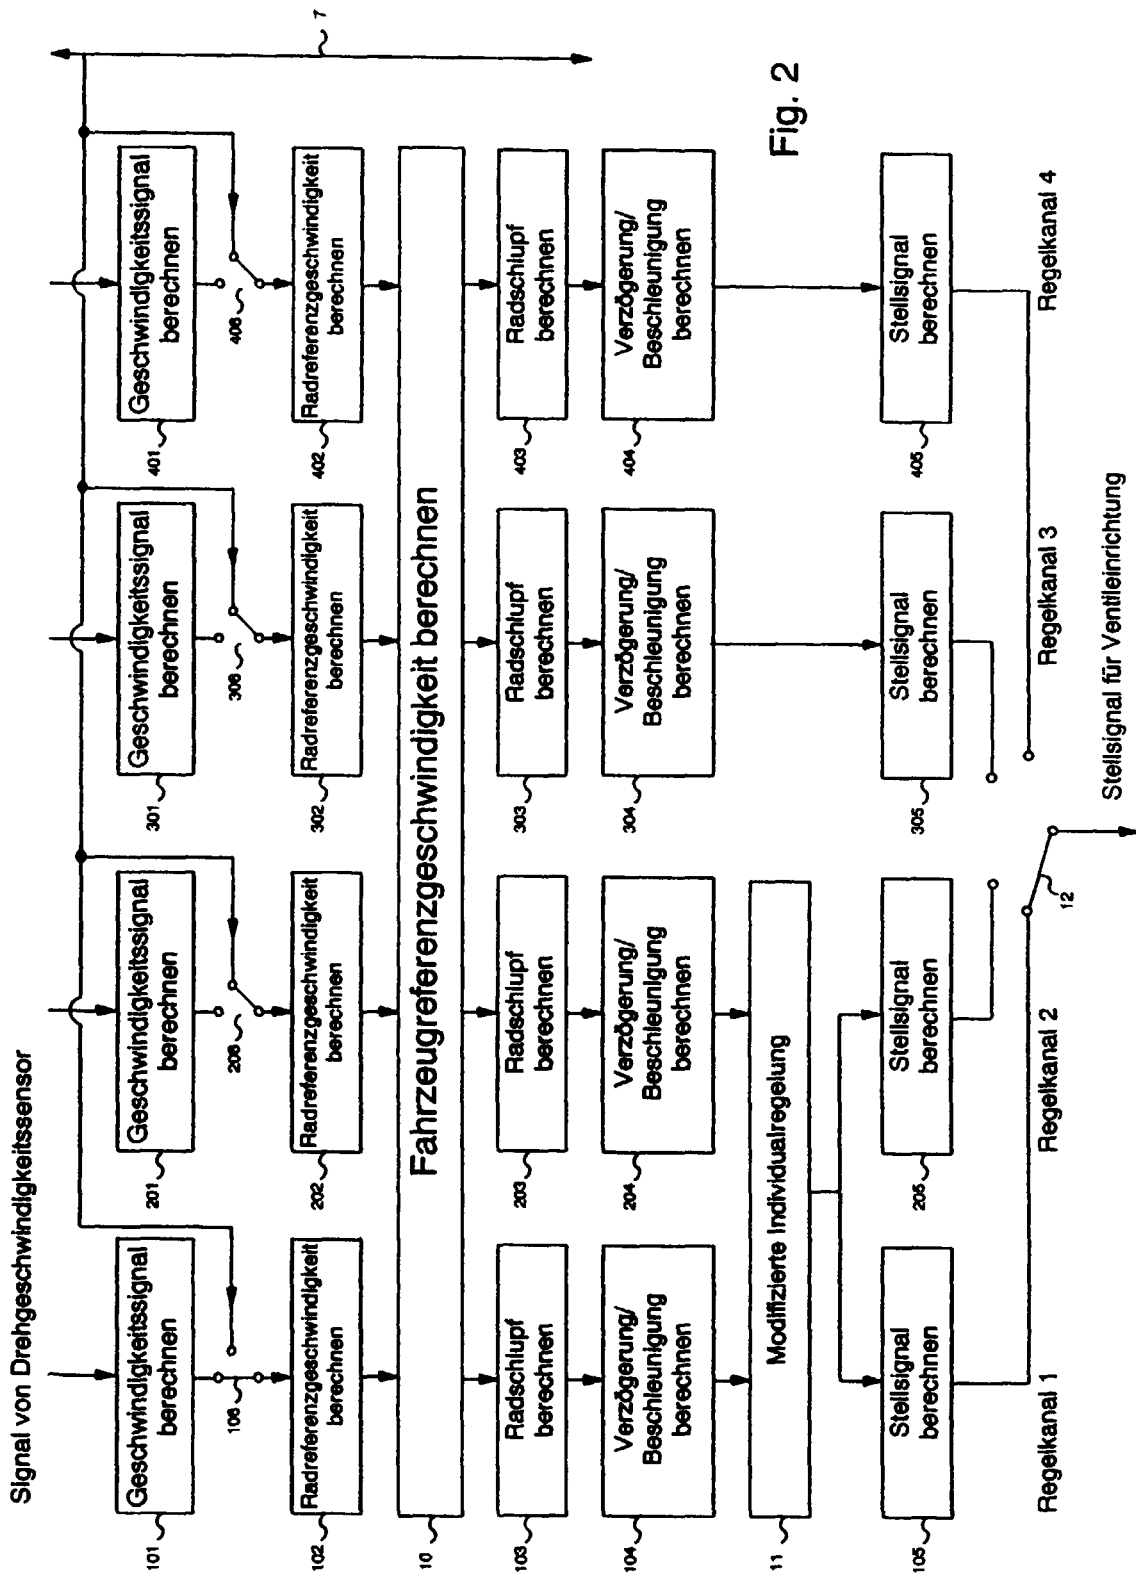 Signal von Drehgeschwindigkeitssensor
7
101
Geschwindigkeitssignal
berechnen
201
Geschwindigkeitssignal
berechnen
301
Geschwindigkeitssignal
berechnen
401
Geschwindigkeitssignal
berechnen
106
206
306
406
102
Radreferenzgeschwindigkeit
berechnen
202
Radreferenzgeschwindigkeit
berechnen
302
Radreferenzgeschwindigkeit
berechnen
402
Radreferenzgeschwindigkeit
berechnen
10
Fahrzeugreferenzgeschwindigkeit berechnen
103
Radschlupf
berechnen
203
Radschlupf
berechnen
303
Radschlupf
berechnen
403
Radschlupf
berechnen
104
Verzögerung/
Beschleunigung
berechnen
204
Verzögerung/
Beschleunigung
berechnen
304
Verzögerung/
Beschleunigung
berechnen
404
Verzögerung/
Beschleunigung
berechnen
11
Modifizierte Individualregelung
Fig. 2
105
Stellsignal
berechnen
205
Stellsignal
berechnen
305
Stellsignal
berechnen
405
Stellsignal
berechnen
Regelkanal 1
Regelkanal 2
Regelkanal 3
Regelkanal 4
12
Stellsignal für Ventileinrichtung